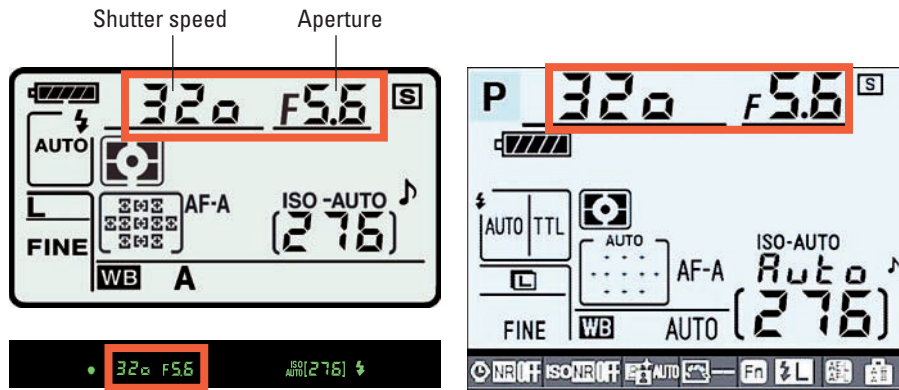 Shutter speed Aperture
320 F5.6 S
AUTO
AF-A
ISO-AUTO
(276)
L
FINE
WB A
320 F5.6 ISO AUTO [276]
P 320 F5.6 S
AUTO TTL
AUTO
AF-A
ISO-AUTO
Auto
(276)
L
FINE WB AUTO
NR OFF ISO NR OFF AUTO — Fn L